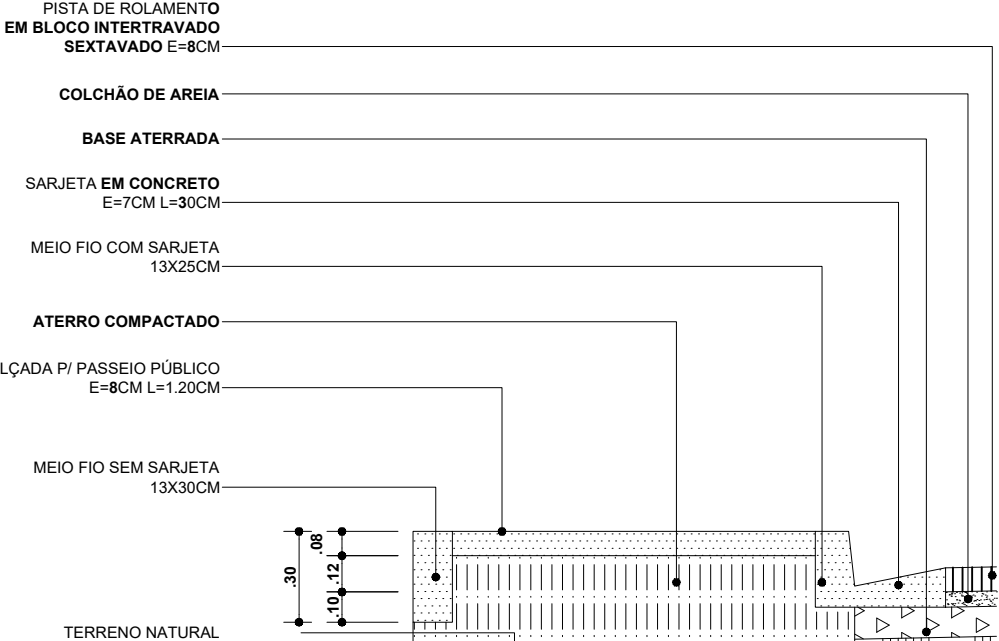 PISTA DE ROLAMENTO
EM BLOCO INTERTRAVADO
SEXTAVADO E=8CM
COLCHÃO DE AREIA
BASE ATERRADA
SARJETA EM CONCRETO
E=7CM L=30CM
MEIO FIO COM SARJETA
13X25CM
ATERRO COMPACTADO
LÇADA P/ PASSEIO PÚBLICO
E=8CM L=1.20CM
MEIO FIO SEM SARJETA
13X30CM
.30
.08
.12
.10
TERRENO NATURAL